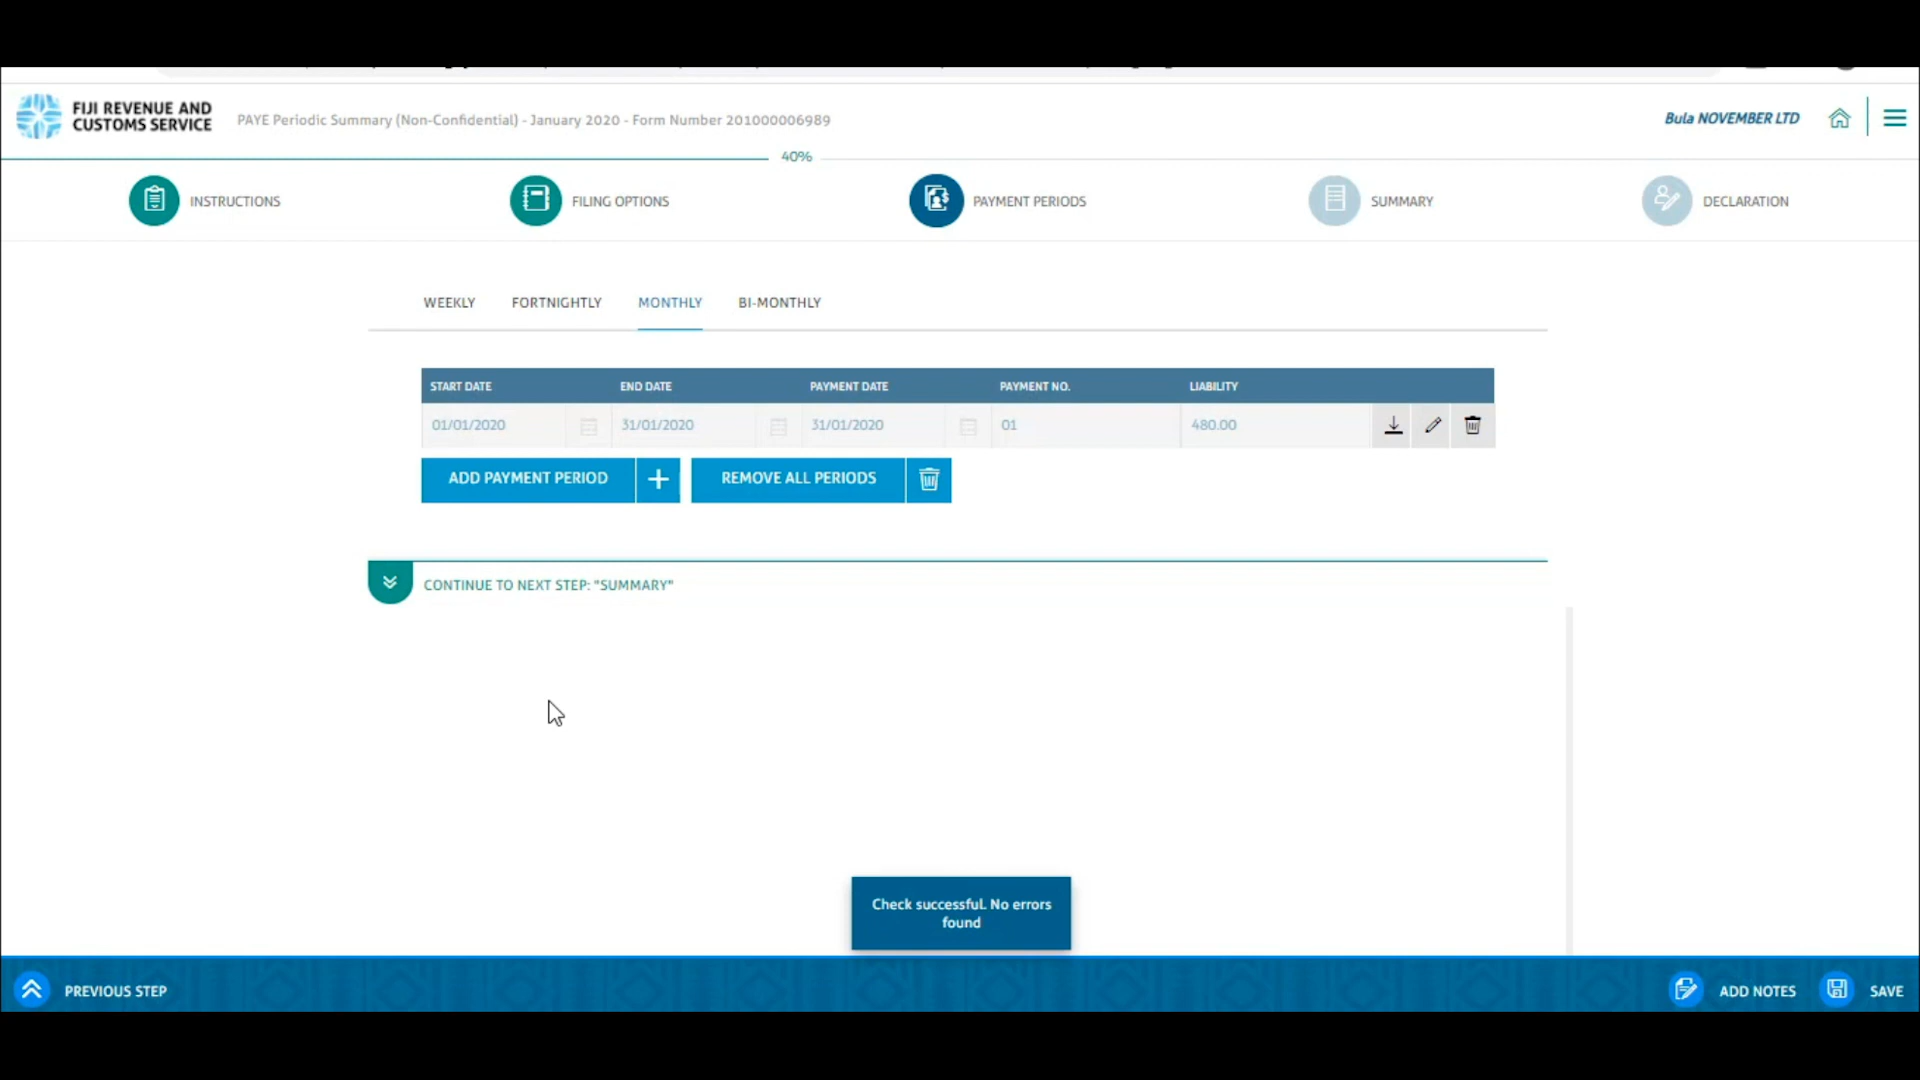 FIJI REVENUE AND
CUSTOMS SERVICE
PAYE Periodic Summary (Non-Confidential) - January 2020 - Form Number 201000006989
Bula NOVEMBER LTD
40%
INSTRUCTIONS
FILING OPTIONS
PAYMENT PERIODS
SUMMARY
DECLARATION
WEEKLY FORTNIGHTLY MONTHLY BI-MONTHLY
START DATE END DATE PAYMENT DATE PAYMENT NO. LIABILITY
01/01/2020 31/01/2020 31/01/2020 01 480.00
ADD PAYMENT PERIOD REMOVE ALL PERIODS
CONTINUE TO NEXT STEP: "SUMMARY"
Check successful. No errors
found
PREVIOUS STEP
ADD NOTES
SAVE